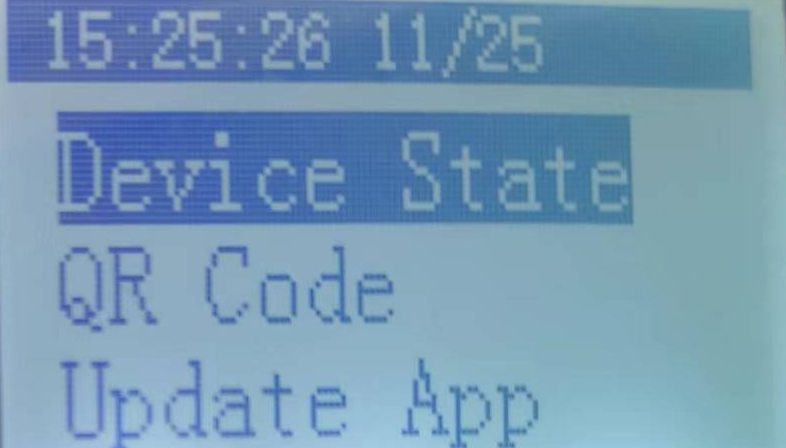 15:25:26 11/25
Device State
QR Code
Update App